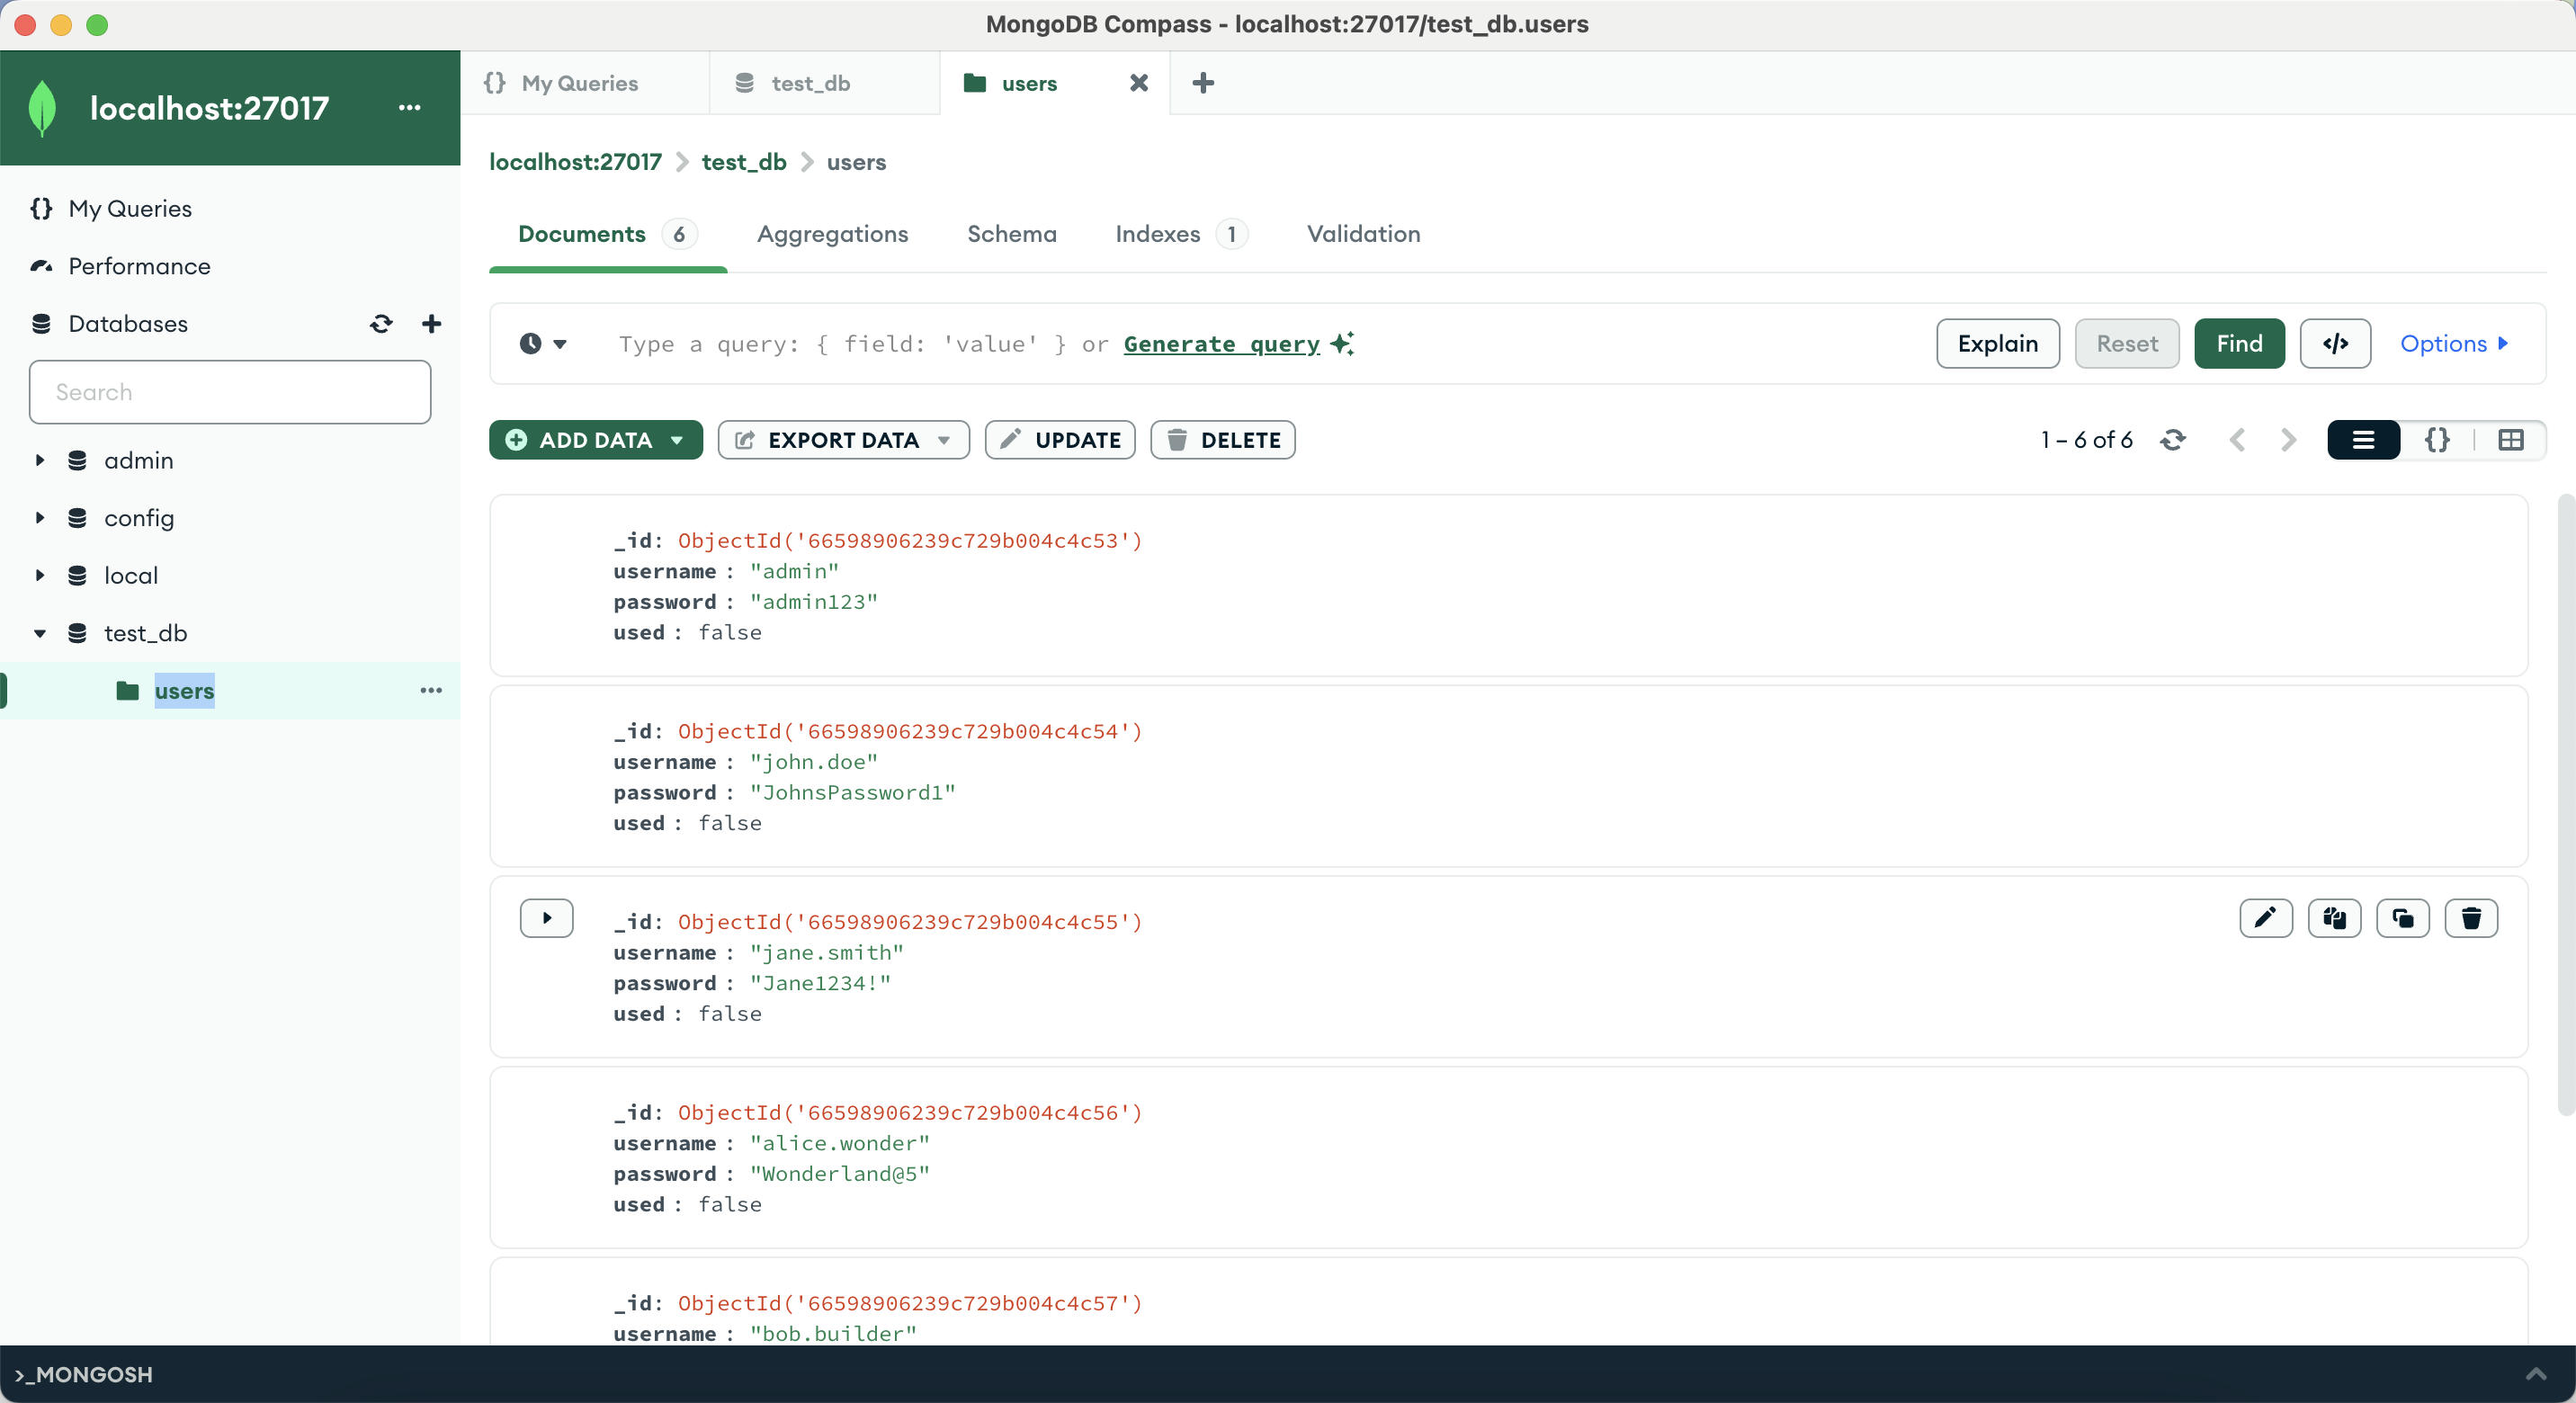 MongoDB Compass - localhost:27017/test_db.users
localhost:27017
{} My Queries
test_db
users
localhost:27017 > test_db > users
{} My Queries
Performance
Databases
Search
admin
config
local
test_db
users
Documents 6
Aggregations
Schema
Indexes 1
Validation
Type a query: { field: 'value' } or Generate query
Explain
Reset
Find
</>
Options
ADD DATA
EXPORT DATA
UPDATE
DELETE
1 – 6 of 6
{}
_id: ObjectId('66598906239c729b004c4c53')
username : "admin"
password : "admin123"
used : false
_id: ObjectId('66598906239c729b004c4c54')
username : "john.doe"
password : "JohnsPassword1"
used : false
_id: ObjectId('66598906239c729b004c4c55')
username : "jane.smith"
password : "Jane1234!"
used : false
_id: ObjectId('66598906239c729b004c4c56')
username : "alice.wonder"
password : "Wonderland@5"
used : false
_id: ObjectId('66598906239c729b004c4c57')
username : "bob.builder"
>_MONGOSH